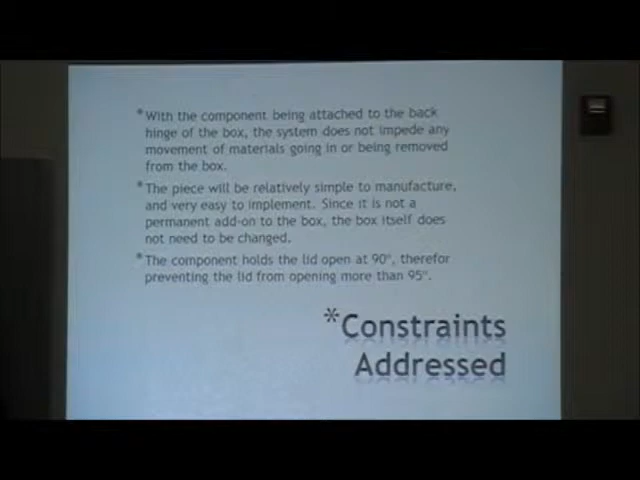 *With the component being attached to the back
hinge of the box, the system does not impede any
movement of materials going in or being removed
from the box.
*The piece will be relatively simple to manufacture,
and very easy to implement. Since it is not a
permanent add-on to the box, the box itself does
not need to be changed.
*The component holds the lid open at 90°, therefor
preventing the lid from opening more than 95°.
*Constraints
Addressed